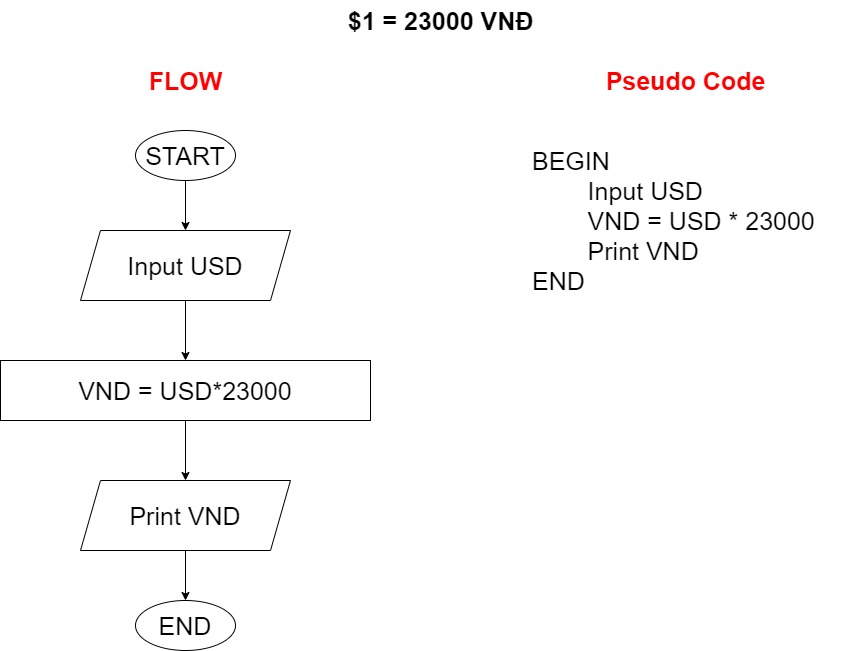 $1 = 23000 VNĐ
FLOW
START
Input USD
VND = USD*23000
Print VND
END
Pseudo Code
BEGIN
Input USD
VND = USD * 23000
Print VND
END